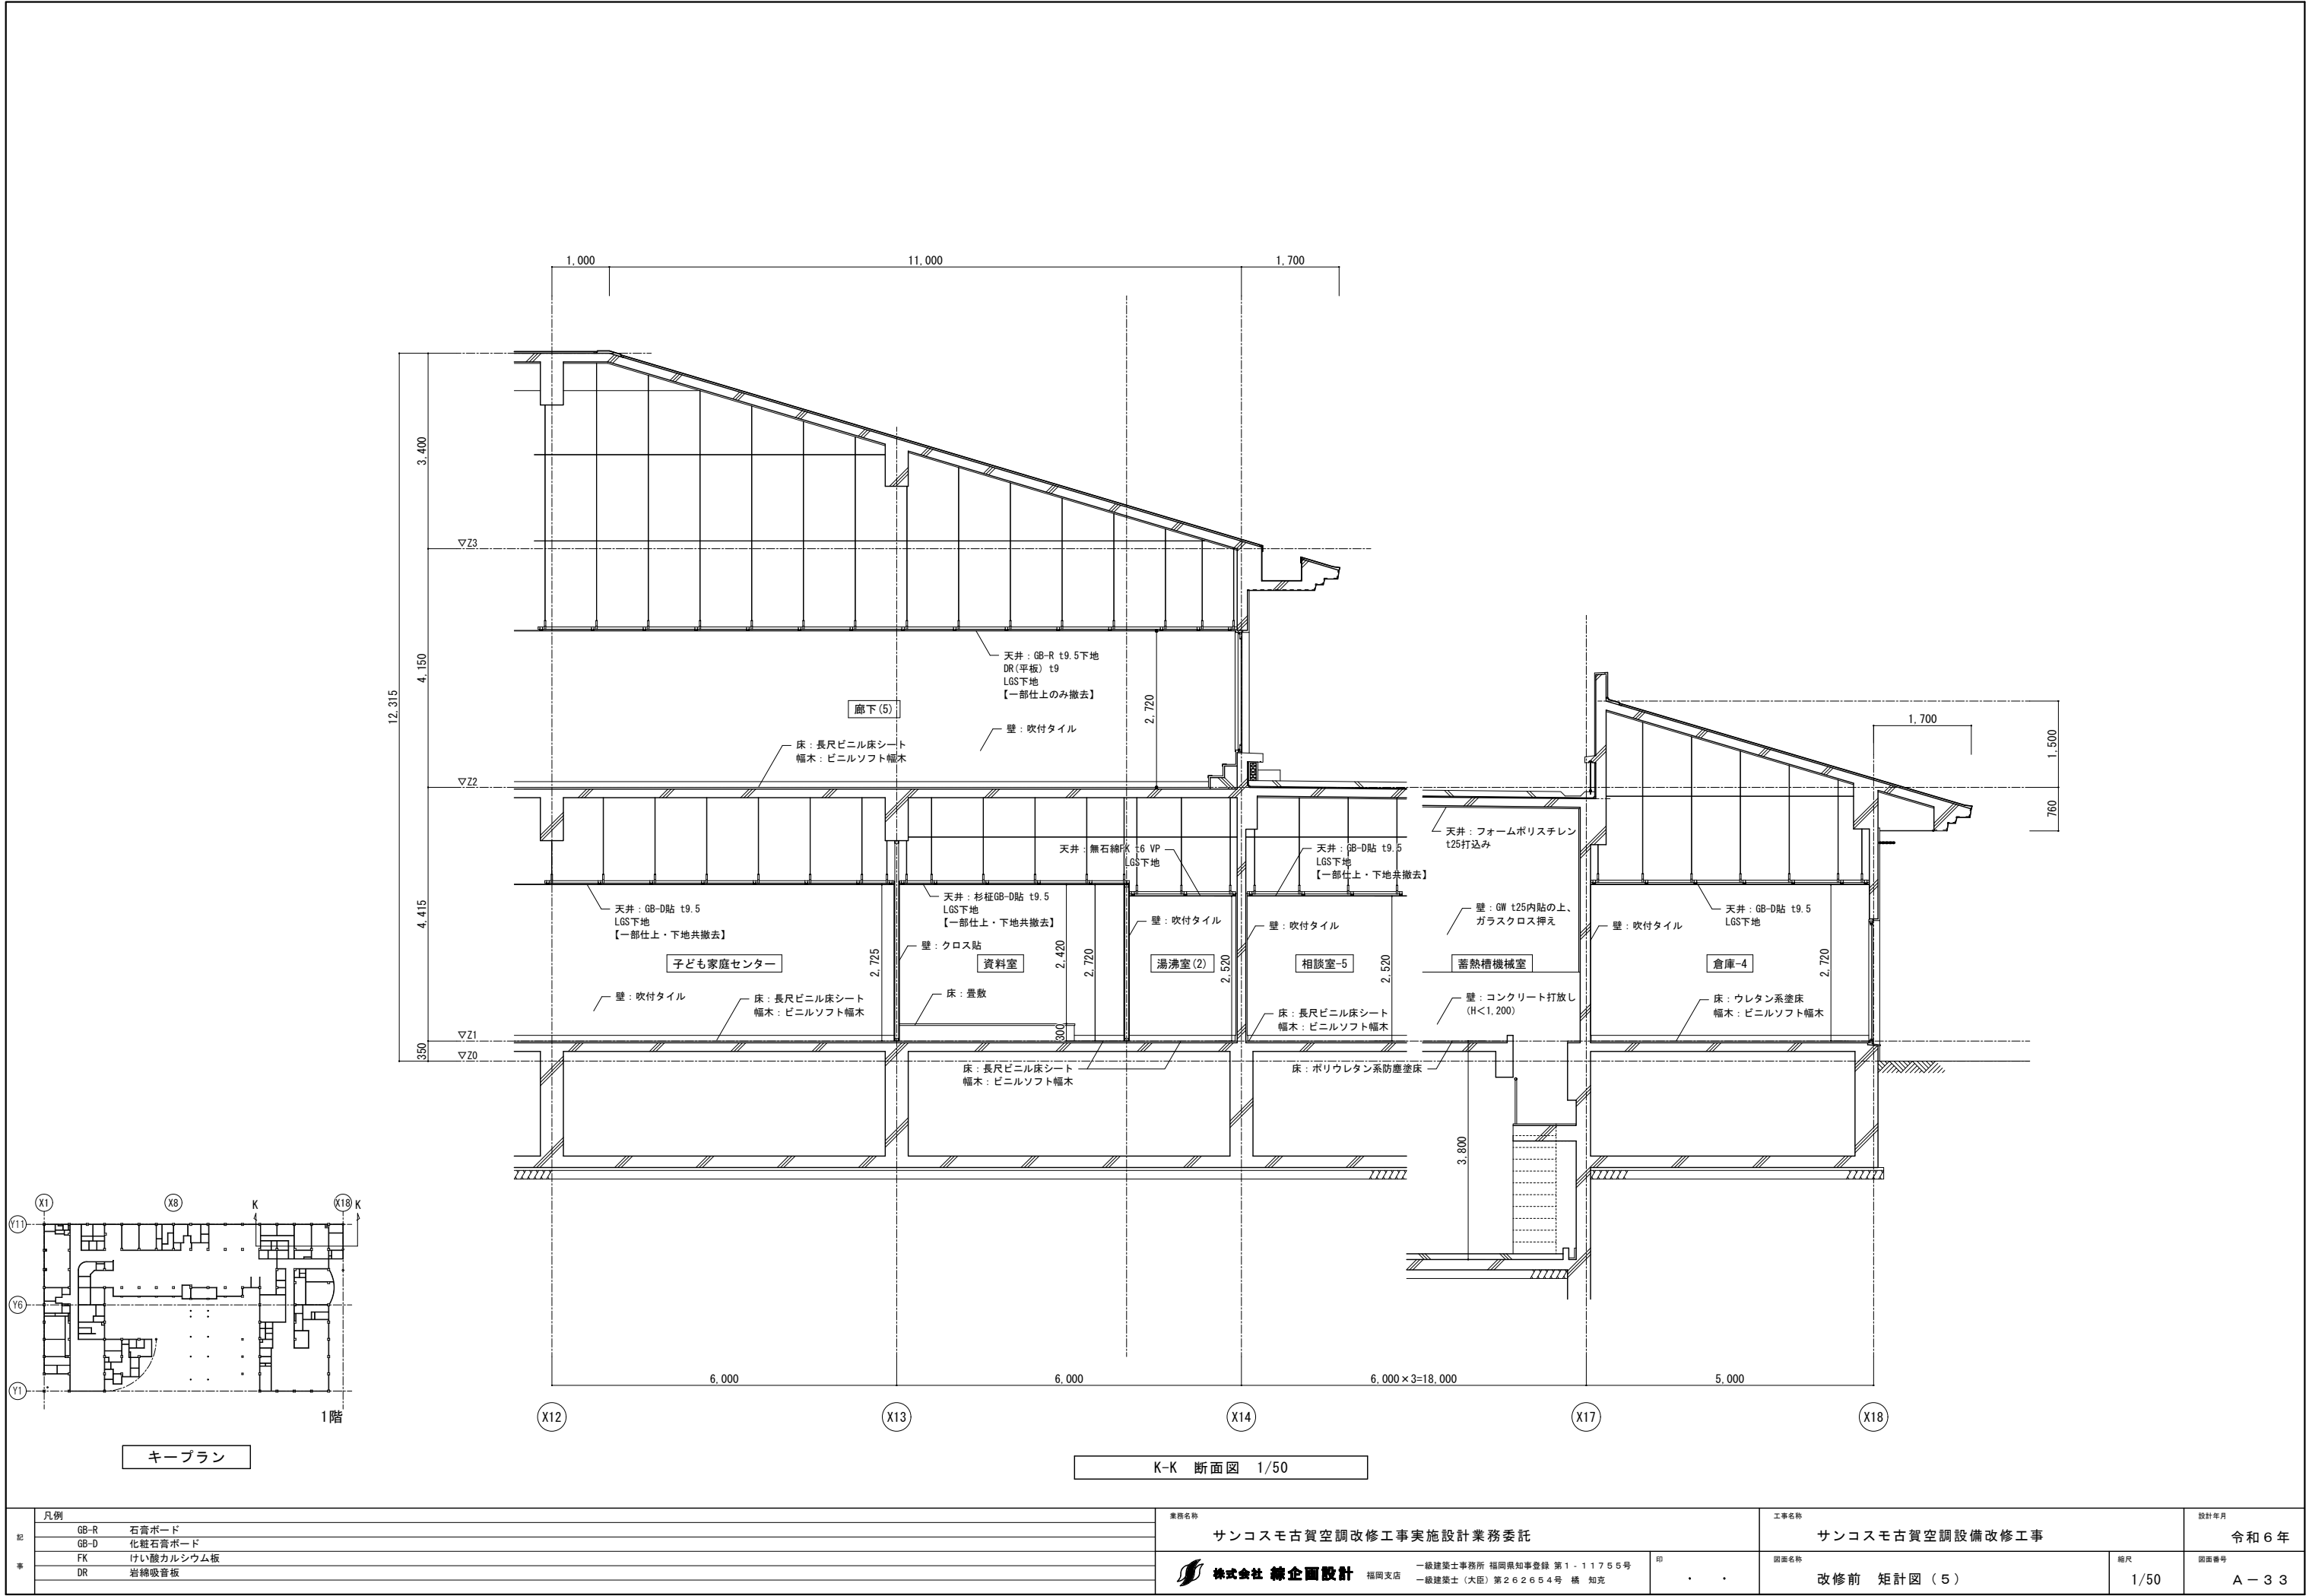 1,000
11,000
1,700
3,400
▽Z3
4,150
12,315
天井：GB-R t9.5下地
DR(平板) t9
LGS下地
【一部仕上のみ撤去】
廊下(5)
2,720
壁：吹付タイル
床：長尺ビニル床シート
幅木：ビニルソフト幅木
1,700
1,500
▽Z2
760
天井：無石綿FK t6 VP
LGS下地
天井：GB-D貼 t9.5
LGS下地
【一部仕上・下地共撤去】
天井：フォームポリスチレン
t25打込み
4,415
天井：GB-D貼 t9.5
LGS下地
【一部仕上・下地共撤去】
天井：杉柾GB-D貼 t9.5
LGS下地
【一部仕上・下地共撤去】
壁：クロス貼
壁：吹付タイル
壁：吹付タイル
壁：GW t25内貼の上、
ガラスクロス押え
壁：吹付タイル
天井：GB-D貼 t9.5
LGS下地
子ども家庭センター
2,725
資料室
2,420
2,720
湯沸室(2)
2,520
相談室-5
2,520
蓄熱槽機械室
倉庫-4
2,720
壁：吹付タイル
床：長尺ビニル床シート
幅木：ビニルソフト幅木
床：畳敷
300
床：長尺ビニル床シート
幅木：ビニルソフト幅木
壁：コンクリート打放し
(H<1,200)
床：ウレタン系塗床
幅木：ビニルソフト幅木
▽Z1
350
▽Z0
床：長尺ビニル床シート
幅木：ビニルソフト幅木
床：ポリウレタン系防塵塗床
3,800
X1
X8
K
X18
K
Y11
Y6
Y1
1階
キープラン
6,000
6,000
6,000×3=18,000
5,000
X12
X13
X14
X17
X18
K-K 断面図 1/50
記事
凡例
GB-R 石膏ボード
GB-D 化粧石膏ボード
FK けい酸カルシウム板
DR 岩綿吸音板
業務名称
サンコスモ古賀空調改修工事実施設計業務委託
工事名称
サンコスモ古賀空調設備改修工事
設計年月
令和6年
株式会社 綜企画設計 福岡支店
一級建築士事務所 福岡県知事登録 第1-11755号
一級建築士（大臣）第262654号 橘 知克
印
・ ・
図面名称
改修前 矩計図（5）
縮尺
1/50
図面番号
A－33